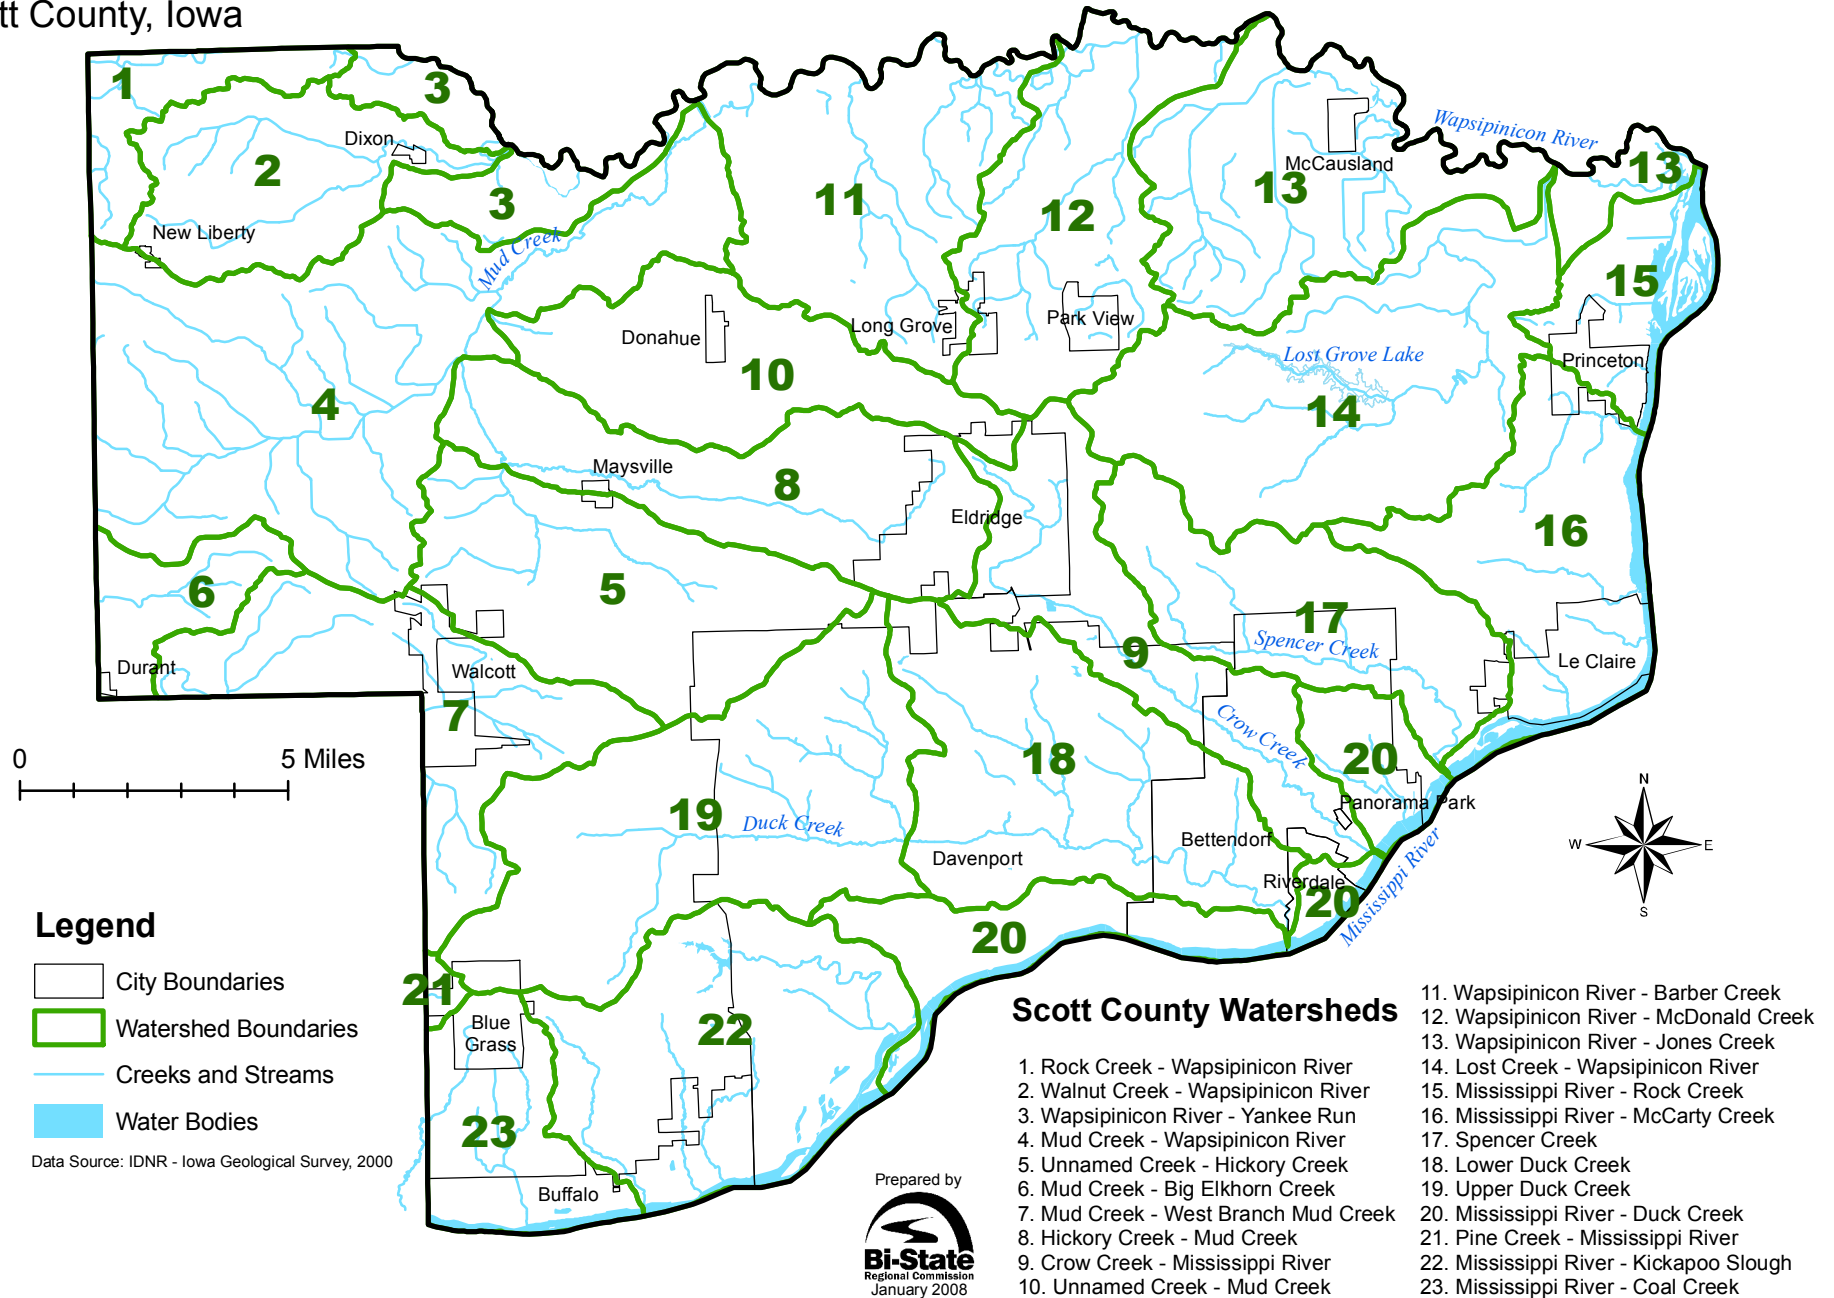 tt County, Iowa
1
3
Dixon
2
3
New Liberty
Mud Creek
11
12
13
McCausland
Wapsipinicon River
13
15
Donahue
Long Grove
Park View
Lost Grove Lake
Princeton
10
4
14
Maysville
8
Eldridge
16
6
5
17
Spencer Creek
9
Durant
Walcott
Le Claire
7
Crow Creek
18
20
0
5 Miles
19
Duck Creek
Panorama Park
Bettendorf
Davenport
Riverdale
20
Mississippi River
N
W
E
S
20
21
Blue
Grass
22
23
Buffalo
Legend
City Boundaries
Watershed Boundaries
Creeks and Streams
Water Bodies
Data Source: IDNR - Iowa Geological Survey, 2000
Prepared by
Bi-State
Regional Commission
January 2008
Scott County Watersheds
1. Rock Creek - Wapsipinicon River
2. Walnut Creek - Wapsipinicon River
3. Wapsipinicon River - Yankee Run
4. Mud Creek - Wapsipinicon River
5. Unnamed Creek - Hickory Creek
6. Mud Creek - Big Elkhorn Creek
7. Mud Creek - West Branch Mud Creek
8. Hickory Creek - Mud Creek
9. Crow Creek - Mississippi River
10. Unnamed Creek - Mud Creek
11. Wapsipinicon River - Barber Creek
12. Wapsipinicon River - McDonald Creek
13. Wapsipinicon River - Jones Creek
14. Lost Creek - Wapsipinicon River
15. Mississippi River - Rock Creek
16. Mississippi River - McCarty Creek
17. Spencer Creek
18. Lower Duck Creek
19. Upper Duck Creek
20. Mississippi River - Duck Creek
21. Pine Creek - Mississippi River
22. Mississippi River - Kickapoo Slough
23. Mississippi River - Coal Creek